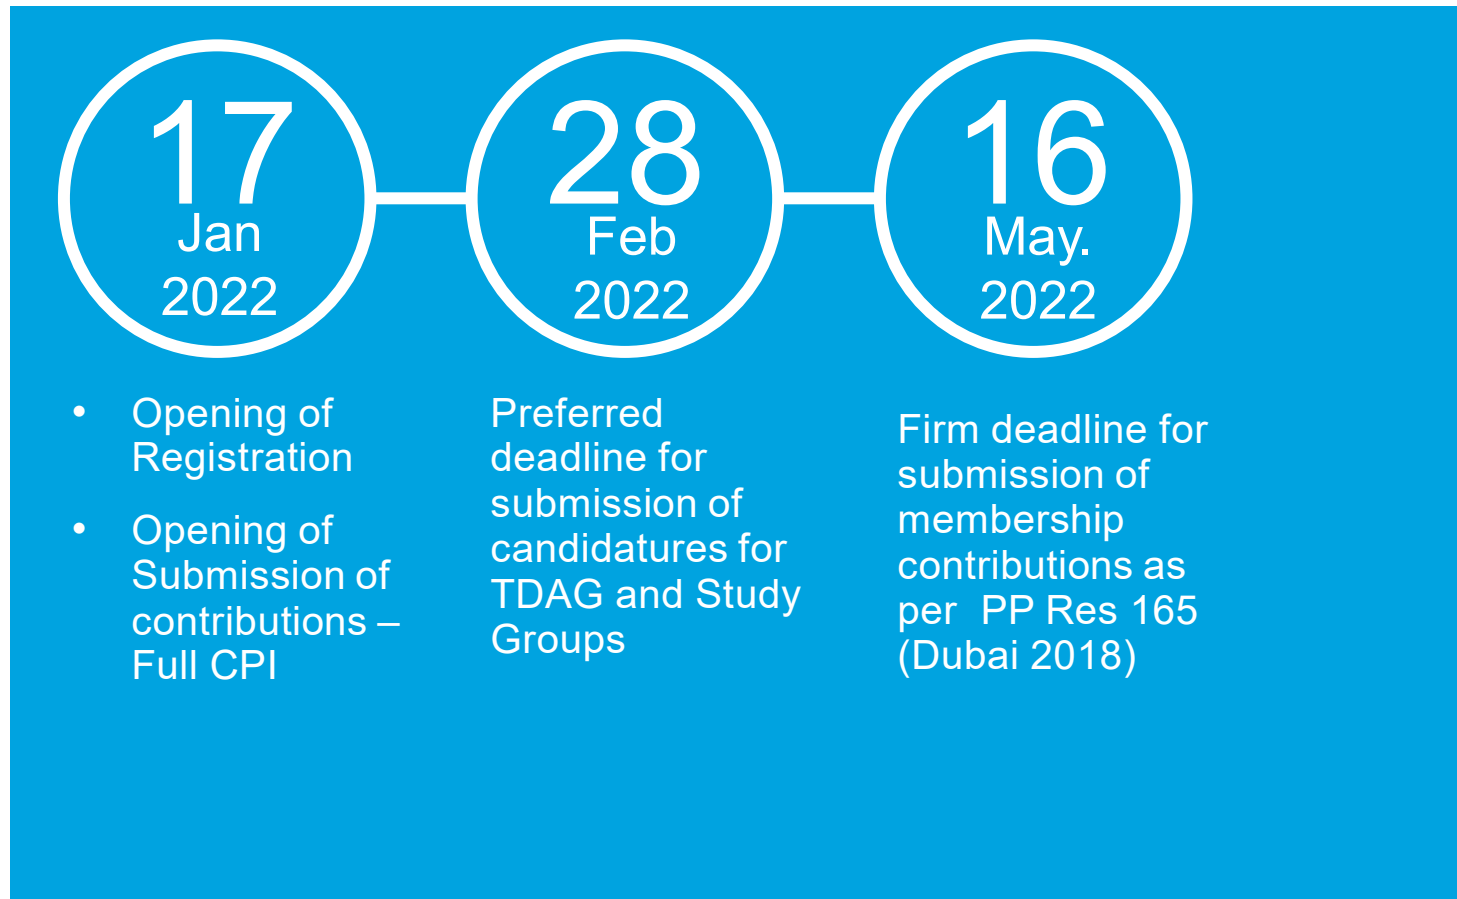 17
Jan
2022
28
Feb
2022
16
May.
2022
• Opening of
Registration
• Opening of
Submission of
contributions –
Full CPI
Preferred
deadline for
submission of
candidatures for
TDAG and Study
Groups
Firm deadline for
submission of
membership
contributions as
per  PP Res 165
(Dubai 2018)